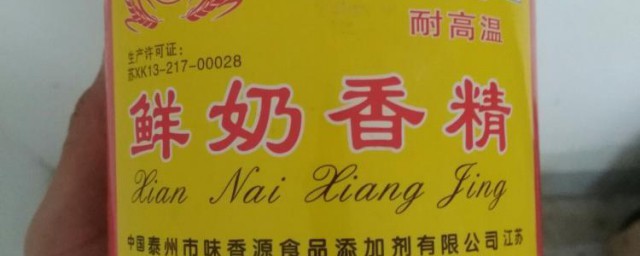 耐高温
生产许可证:
苏XK13-217-00028
鲜奶香精
Xian Nai Xiang Jing
中国泰州市味香源食品添加剂有限公司江苏